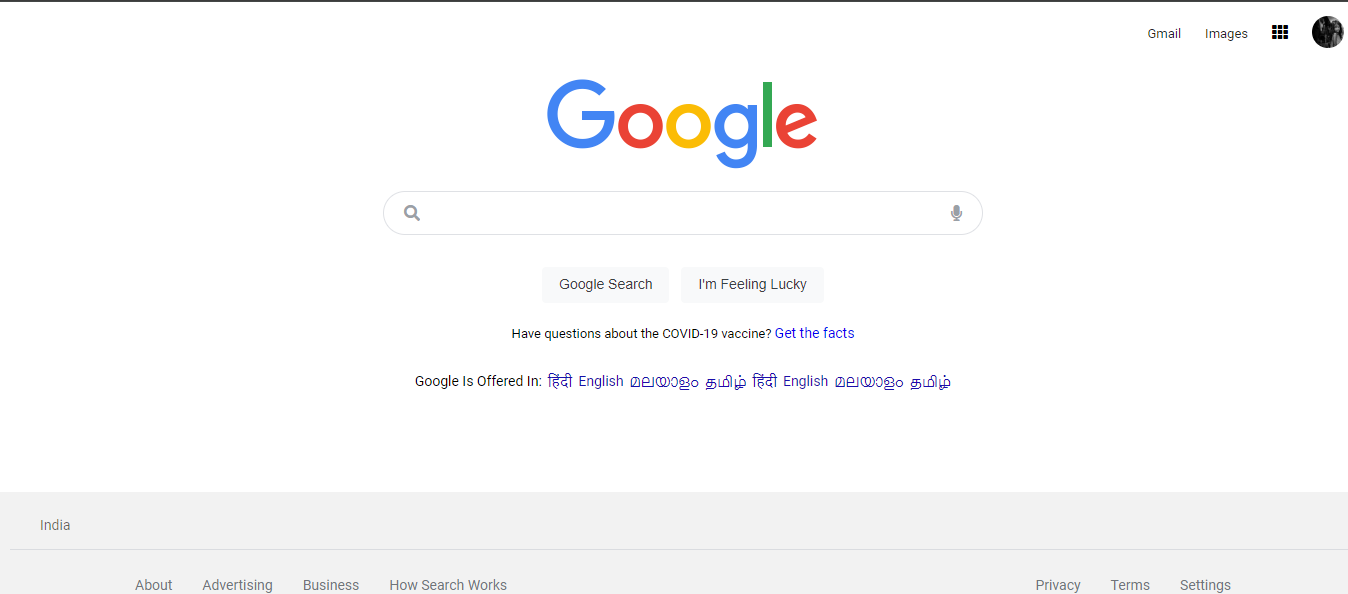 Gmail Images
Google
Google Search I'm Feeling Lucky
Have questions about the COVID-19 vaccine? Get the facts
Google Is Offered In: हिंदी English മലയാളം தமிழ் हिंदी English മലയാളം தமிழ்
India
About Advertising Business How Search Works Privacy Terms Settings